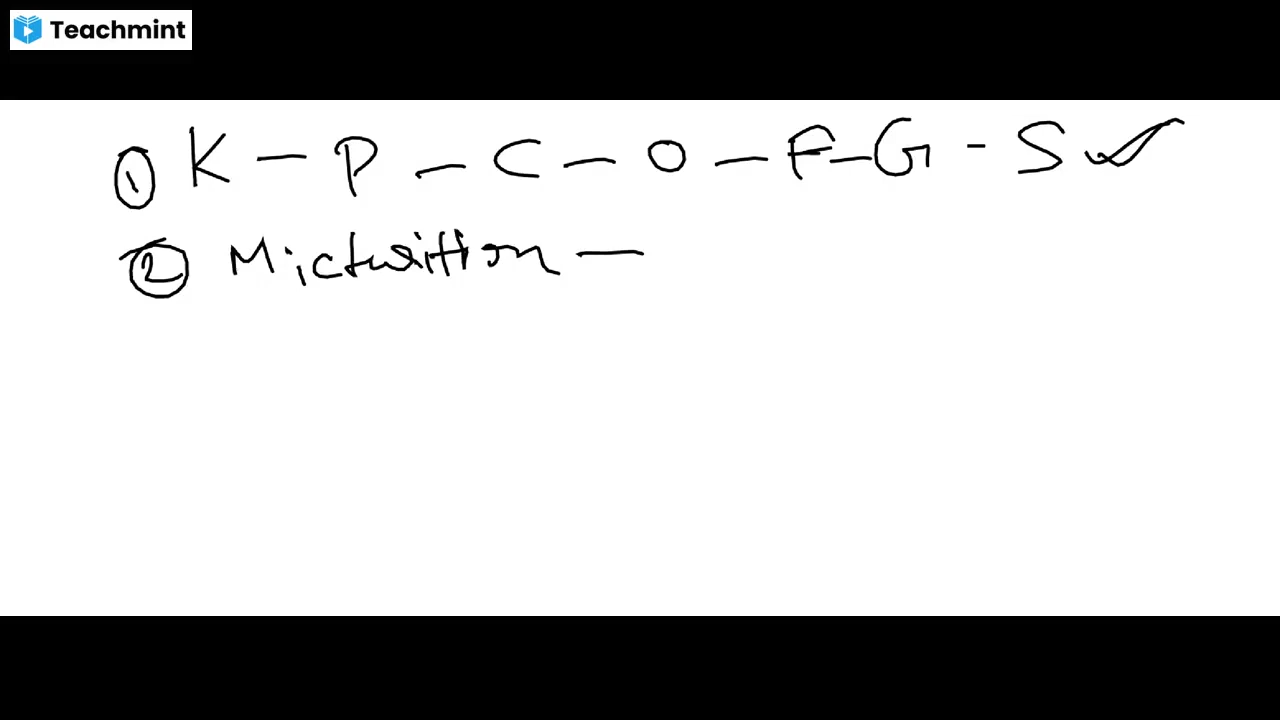 Teachmint
① K - P - C - O - F - G - S ✓
② Micturition -